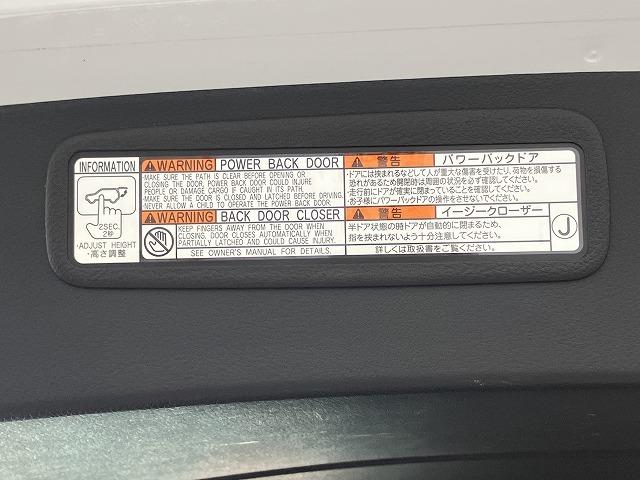 INFORMATION
2SEC.
2秒
·ADJUST HEIGHT
·高さ調整
WARNING POWER BACK DOOR
·MAKE SURE THE PATH IS CLEAR BEFORE OPENING OR
CLOSING THE DOOR, POWER BACK DOOR COULD INJURE
PEOPLE OR DAMAGE CARGO IF CAUGHT IN ITS PATH.
·MAKE SURE THE DOOR IS CLOSED AND LATCHED BEFORE DRIVING.
·NEVER ALLOW A CHILD TO OPERATE THE POWER BACK DOOR.
WARNING BACK DOOR CLOSER
KEEP FINGERS AWAY FROM THE DOOR WHEN
CLOSING. DOOR CLOSES AUTOMATICALLY WHEN
PARTIALLY LATCHED AND COULD CAUSE INJURY.
SEE OWNER'S MANUAL FOR DETAILS.
警告 パワーバックドア
·ドアには挟まれるなどして人が重大な傷害を受けたり、荷物を損傷する
恐れがあるため開閉時は周囲の状況を必ず確認してください。
·走行前にドアが確実に閉まっていることを確認してください。
·お子様にパワーバックドアの操作をさせないでください。
警告 イージークローザー
半ドア状態の時ドアが自動的に閉まるため、
指を挟まれないよう十分注意してください。
詳しくは取扱書をご覧ください。
J